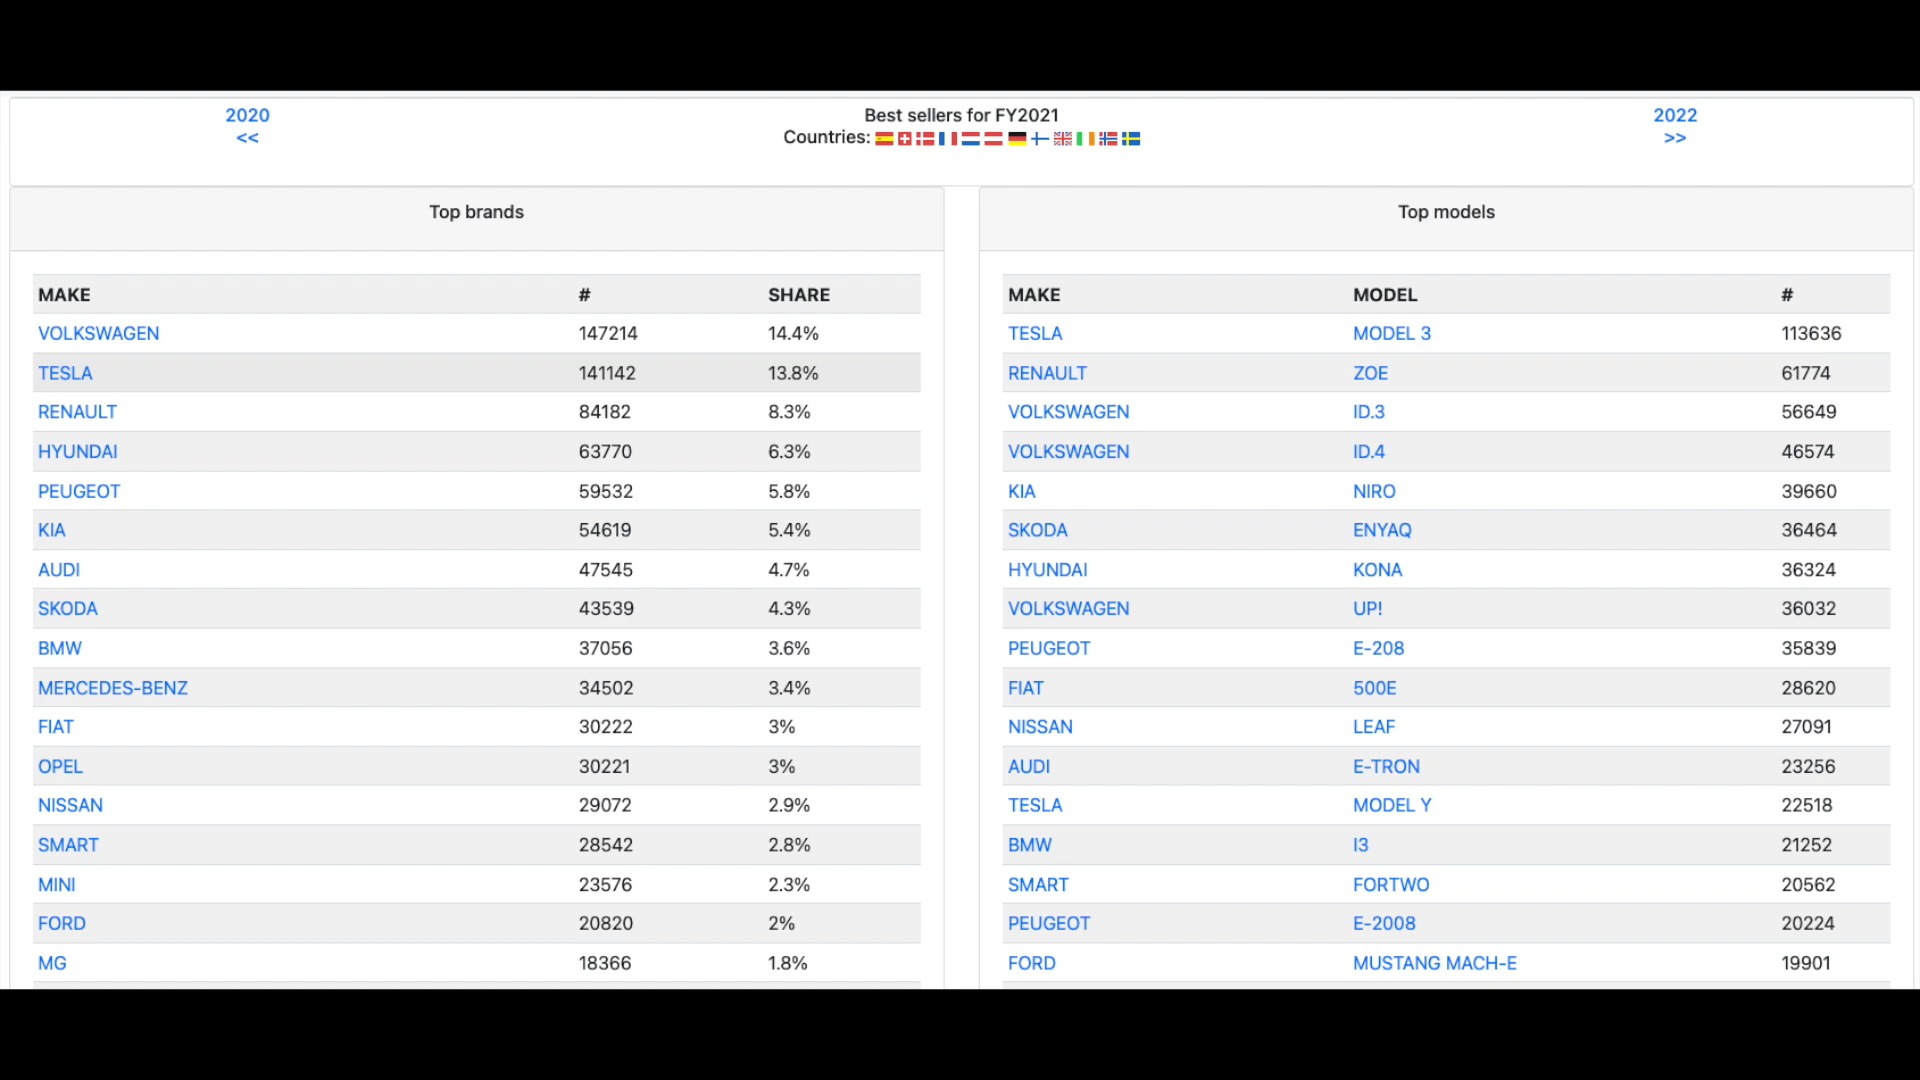 2020
<<
Best sellers for FY2021
Countries:
2022
>>
Top brands
MAKE # SHARE
VOLKSWAGEN 147214 14.4%
TESLA 141142 13.8%
RENAULT 84182 8.3%
HYUNDAI 63770 6.3%
PEUGEOT 59532 5.8%
KIA 54619 5.4%
AUDI 47545 4.7%
SKODA 43539 4.3%
BMW 37056 3.6%
MERCEDES-BENZ 34502 3.4%
FIAT 30222 3%
OPEL 30221 3%
NISSAN 29072 2.9%
SMART 28542 2.8%
MINI 23576 2.3%
FORD 20820 2%
MG 18366 1.8%
Top models
MAKE MODEL #
TESLA MODEL 3 113636
RENAULT ZOE 61774
VOLKSWAGEN ID.3 56649
VOLKSWAGEN ID.4 46574
KIA NIRO 39660
SKODA ENYAQ 36464
HYUNDAI KONA 36324
VOLKSWAGEN UP! 36032
PEUGEOT E-208 35839
FIAT 500E 28620
NISSAN LEAF 27091
AUDI E-TRON 23256
TESLA MODEL Y 22518
BMW I3 21252
SMART FORTWO 20562
PEUGEOT E-2008 20224
FORD MUSTANG MACH-E 19901